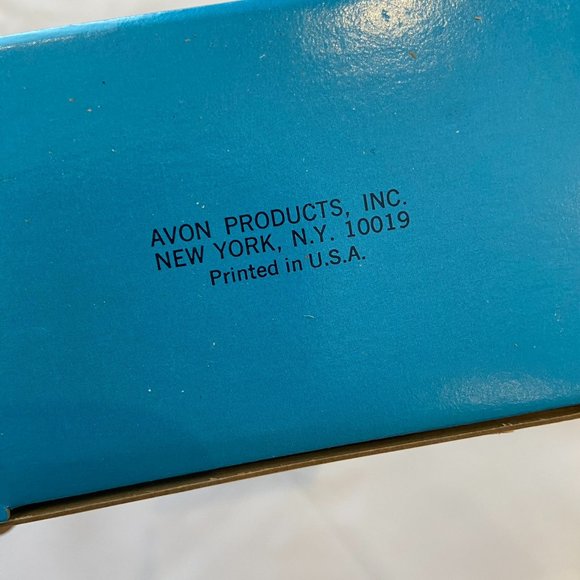 AVON PRODUCTS, INC.
NEW YORK, N.Y. 10019
Printed in U.S.A.